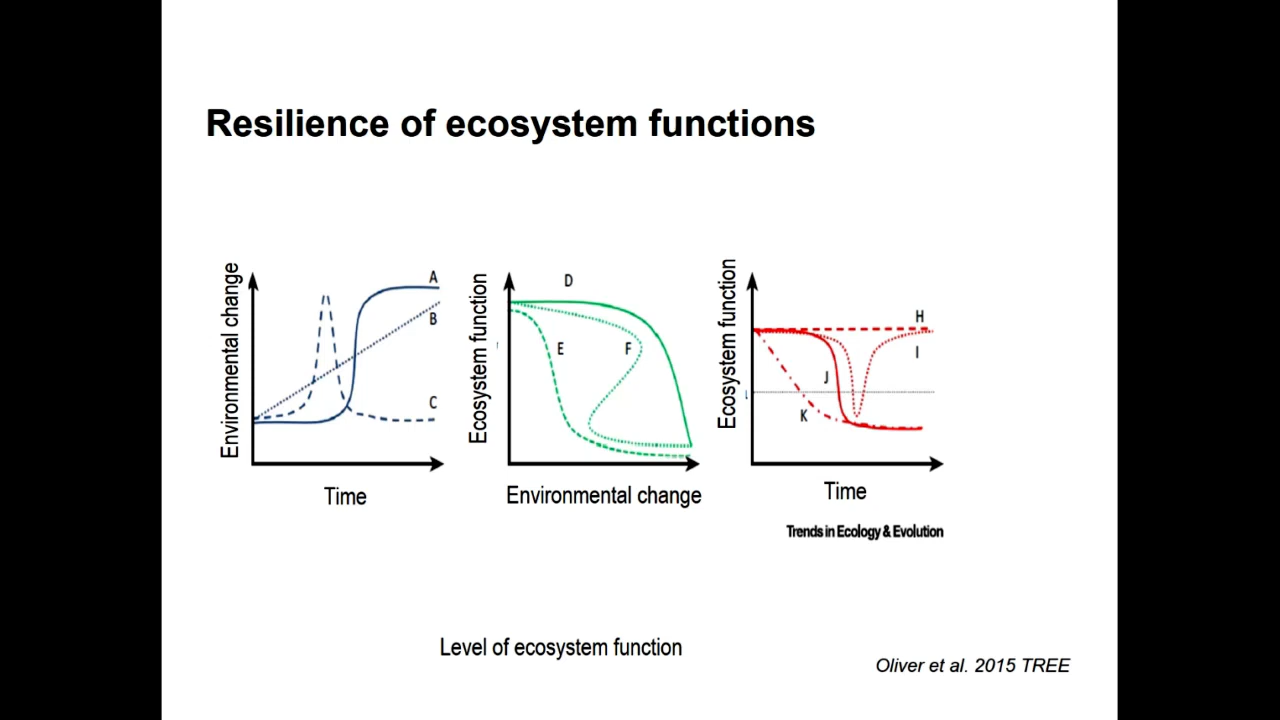 Resilience of ecosystem functions
Environmental change
A
B
C
Time
Ecosystem function
D
E
F
Environmental change
Ecosystem function
H
I
J
K
Time
Trends in Ecology & Evolution
Level of ecosystem function
Oliver et al. 2015 TREE